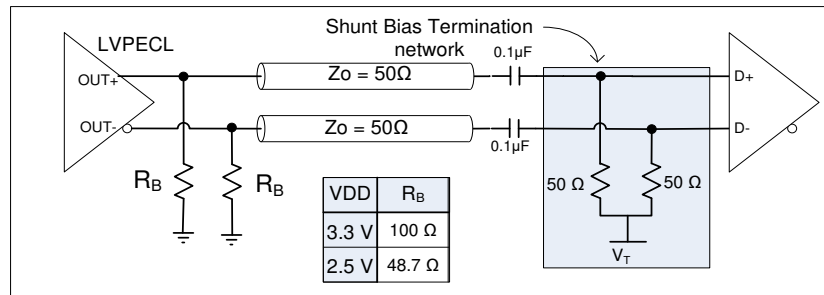 Shunt Bias Termination
network
LVPECL
0.1µF
OUT+
Zo = 50Ω
D+
OUT-
Zo = 50Ω
D-
0.1µF
RB
RB
50 Ω
50 Ω
VDD RB
3.3 V 100 Ω
2.5 V 48.7 Ω
VT